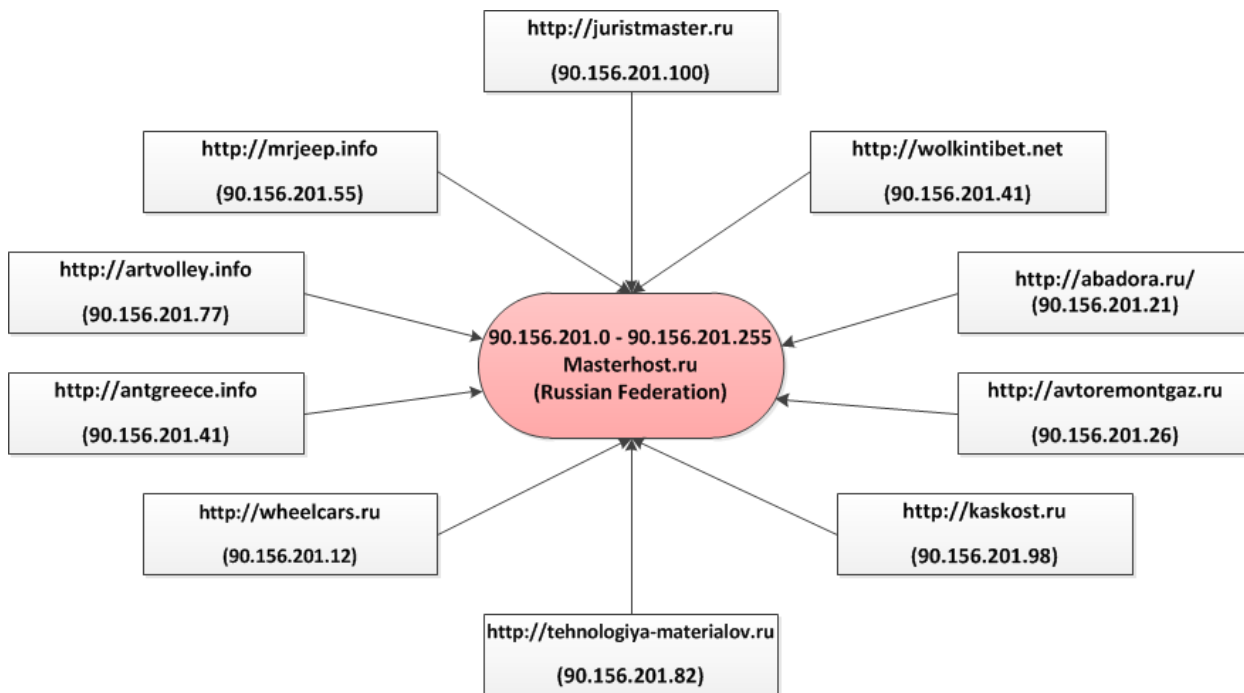 http://juristmaster.ru
(90.156.201.100)
http://mrjeep.info
(90.156.201.55)
http://wolkintibet.net
(90.156.201.41)
http://artvolley.info
(90.156.201.77)
http://abadora.ru/
(90.156.201.21)
90.156.201.0 - 90.156.201.255
Masterhost.ru
(Russian Federation)
http://antgreece.info
(90.156.201.41)
http://avtoremontgaz.ru
(90.156.201.26)
http://wheelcars.ru
(90.156.201.12)
http://kaskost.ru
(90.156.201.98)
http://tehnologiya-materialov.ru
(90.156.201.82)